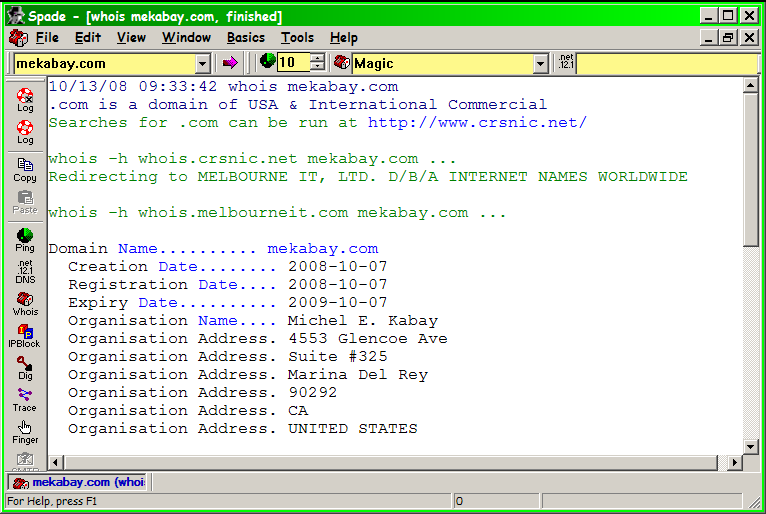 Spade - [whois mekabay.com, finished]
File Edit View Window Basics Tools Help
mekabay.com 10 Magic .net 12.1
Log
Log
Copy
Paste
Ping
.net 12.1 DNS
Whois
IPBlock
Dig
Trace
Finger
10/13/08 09:33:42 whois mekabay.com
.com is a domain of USA & International Commercial
Searches for .com can be run at http://www.crsnic.net/
whois -h whois.crsnic.net mekabay.com ...
Redirecting to MELBOURNE IT, LTD. D/B/A INTERNET NAMES WORLDWIDE
whois -h whois.melbourneit.com mekabay.com ...
Domain Name.......... mekabay.com
Creation Date........ 2008-10-07
Registration Date.... 2008-10-07
Expiry Date.......... 2009-10-07
Organisation Name.... Michel E. Kabay
Organisation Address. 4553 Glencoe Ave
Organisation Address. Suite #325
Organisation Address. Marina Del Rey
Organisation Address. 90292
Organisation Address. CA
Organisation Address. UNITED STATES
mekabay.com (whoi
For Help, press F1 0